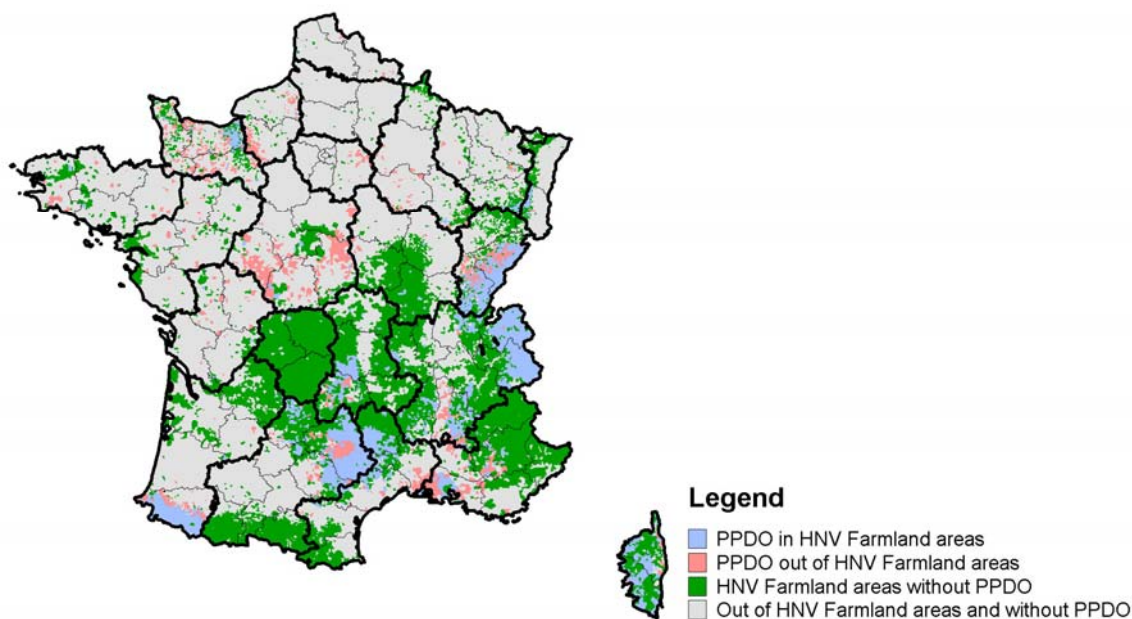 Legend
PPDO in HNV Farmland areas
PPDO out of HNV Farmland areas
HNV Farmland areas without PPDO
Out of HNV Farmland areas and without PPDO